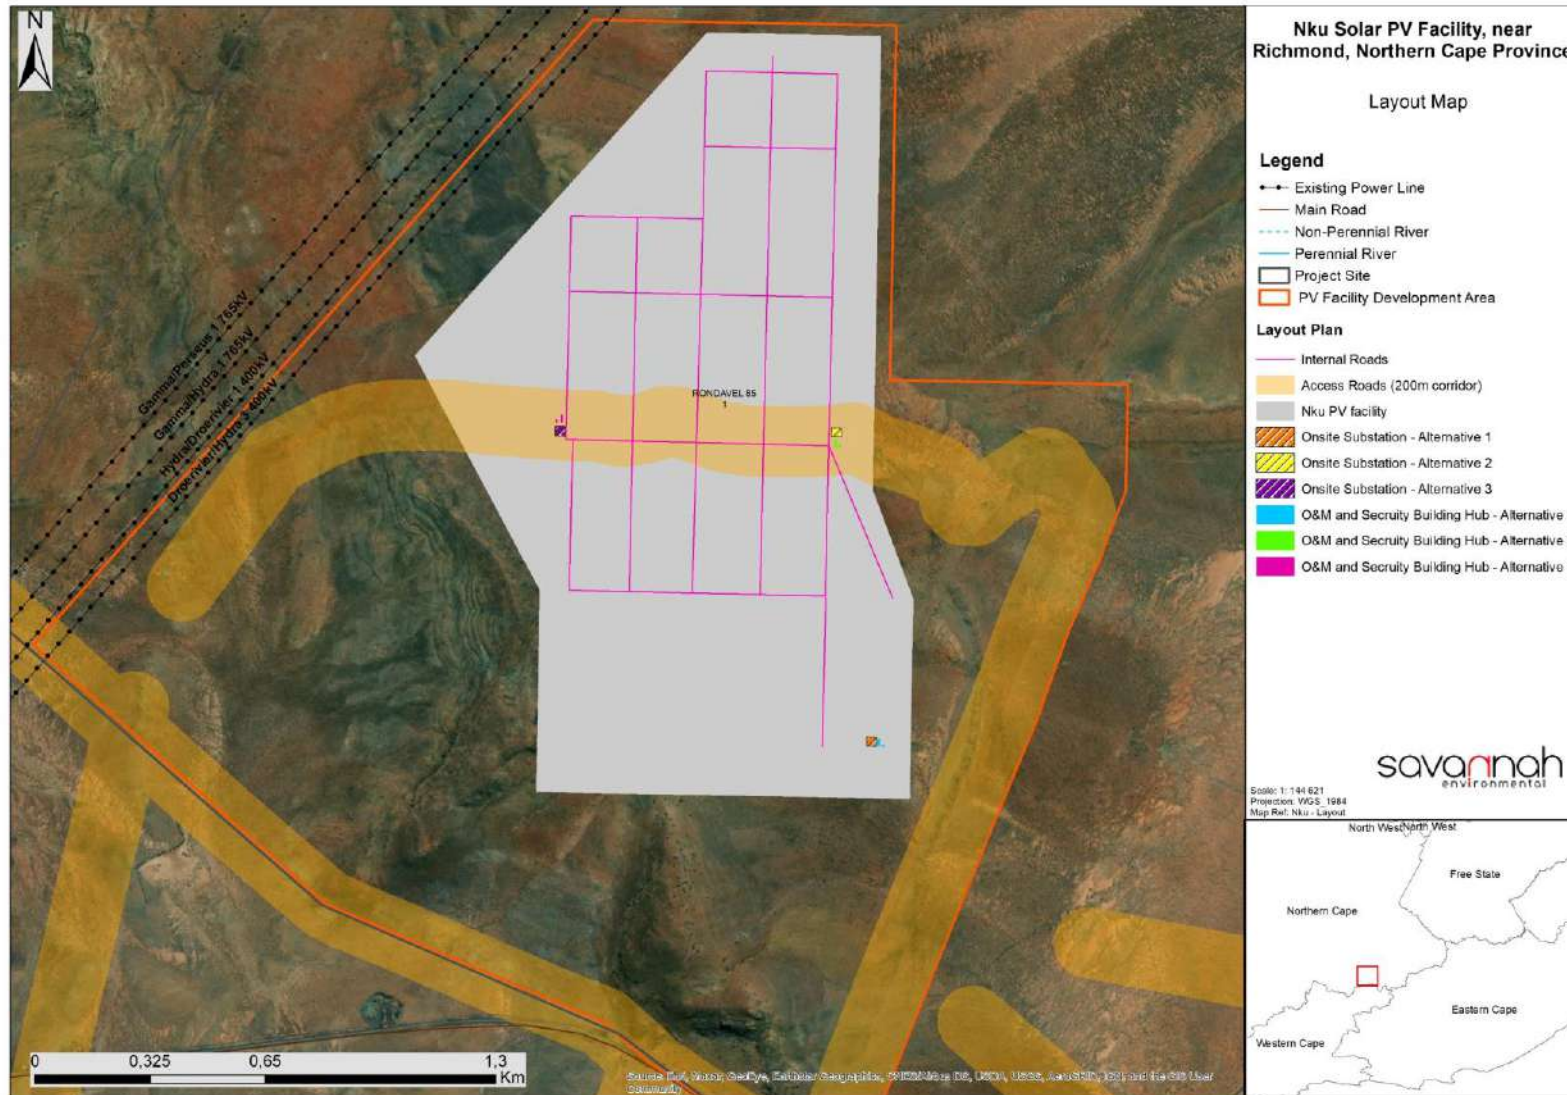 N
Gamma/Perseus 1 765kV
Gamma/Hydra 1 765kV
Hydra/Droerivier 1 400kV
Droerivier/Hydra 3 400kV
RONDAVEL 85
1
0 0,325 0,65 1,3
Km
Community
Nku Solar PV Facility, near
Richmond, Northern Cape Province
Layout Map
Legend
Existing Power Line
Main Road
Non-Perennial River
Perennial River
Project Site
PV Facility Development Area
Layout Plan
Internal Roads
Access Roads (200m corridor)
Nku PV facility
Onsite Substation - Alternative 1
Onsite Substation - Alternative 2
Onsite Substation - Alternative 3
O&M and Secruity Building Hub - Alternative
O&M and Secruity Building Hub - Alternative
O&M and Secruity Building Hub - Alternative
savannah
environmental
Scale: 1: 144 621
Projection: WGS_1984
Map Ref: Nku - Layout
North West North West
Free State
Northern Cape
Eastern Cape
Western Cape